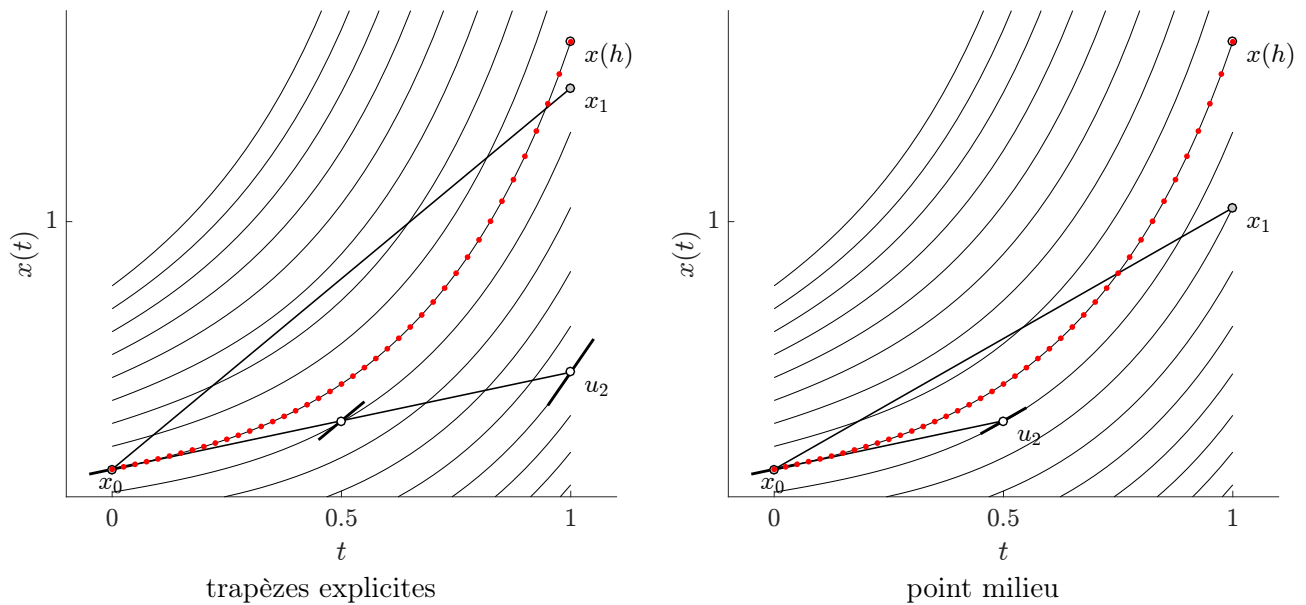 x(h)
x₁
1
x(t)
u₂
x₀
0
0.5
1
t
trapèzes explicites
x(h)
x₁
1
x(t)
u₂
x₀
0
0.5
1
t
point milieu